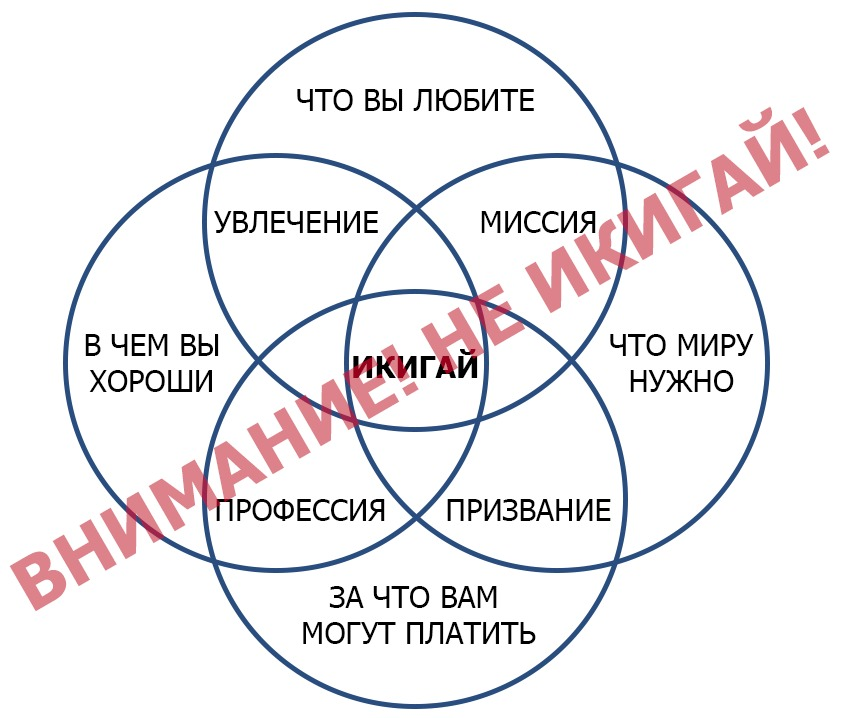 ЧТО ВЫ ЛЮБИТЕ
УВЛЕЧЕНИЕ
МИССИЯ
В ЧЕМ ВЫ
ХОРОШИ
ИКИГАЙ
ЧТО МИРУ
НУЖНО
ПРОФЕССИЯ
ПРИЗВАНИЕ
ЗА ЧТО ВАМ
МОГУТ ПЛАТИТЬ
ВНИМАНИЕ! НЕ ИКИГАЙ!